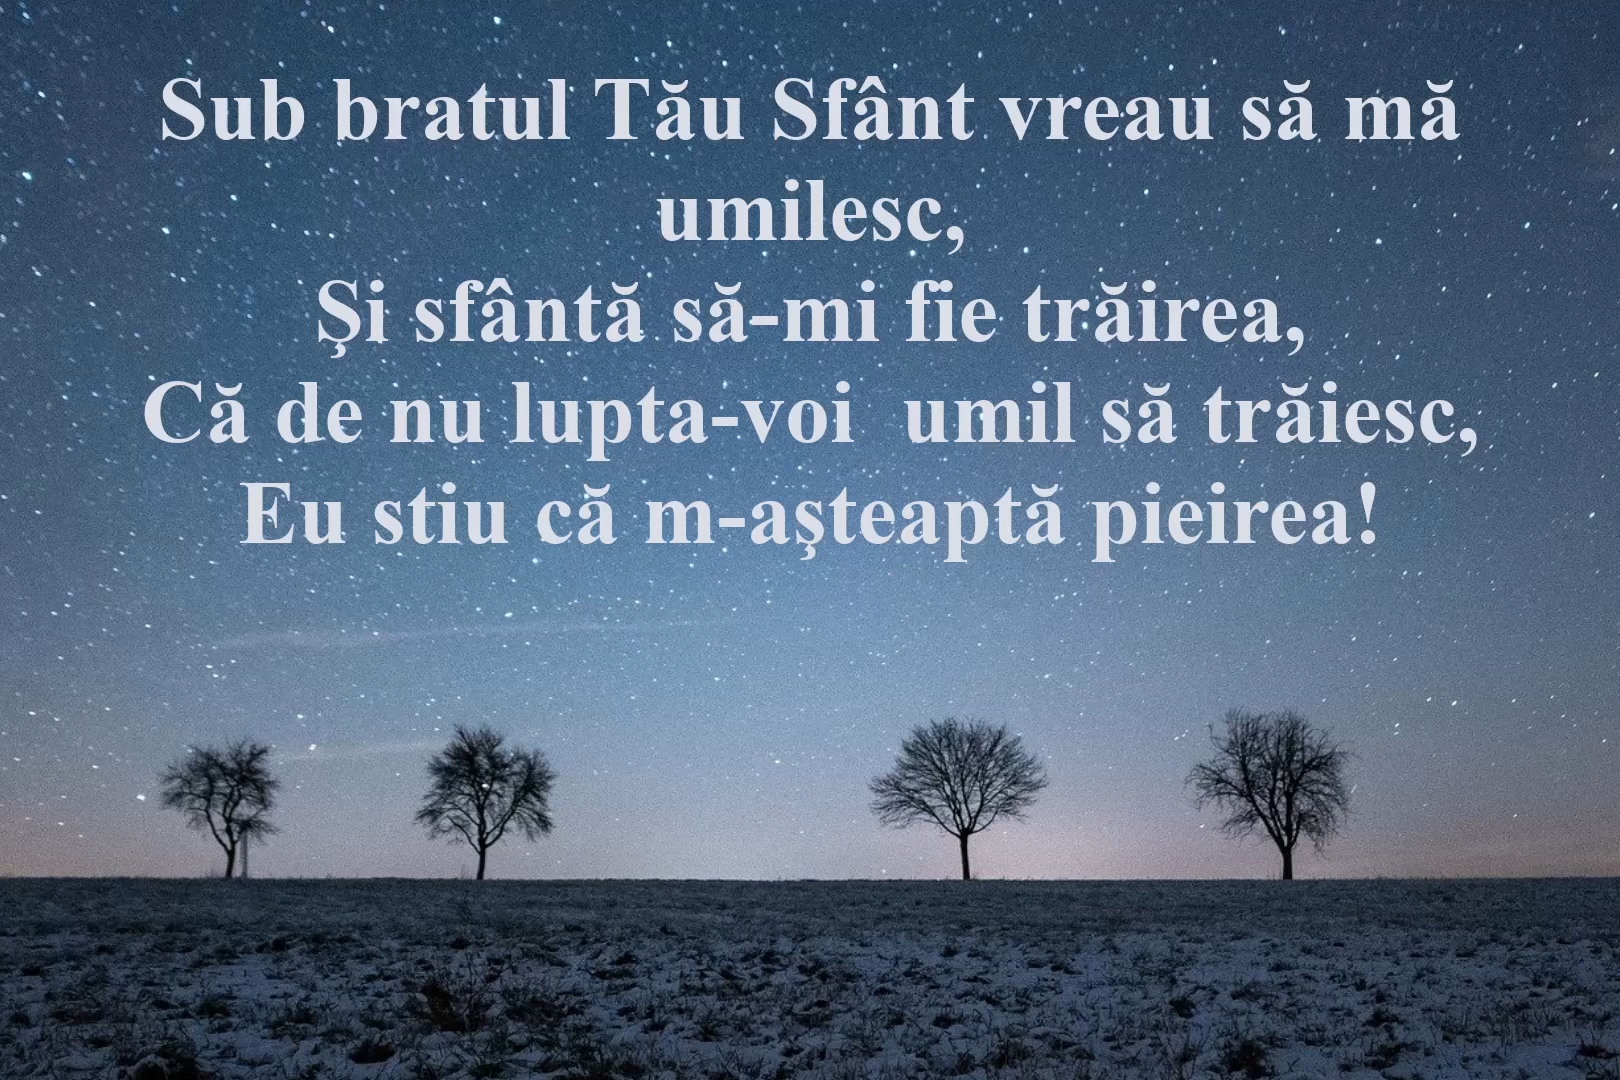 Sub bratul Tău Sfânt vreau să mă
umilesc,
Şi sfântă să-mi fie trăirea,
Că de nu lupta-voi  umil să trăiesc,
Eu stiu că m-aşteaptă pieirea!